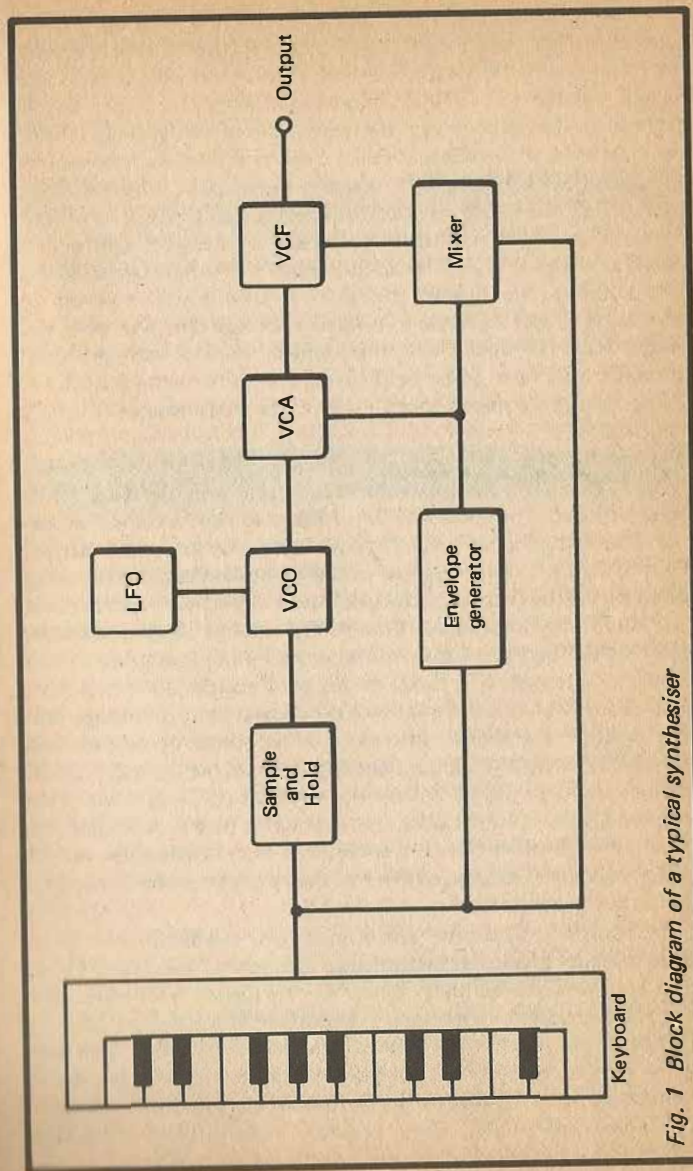 Keyboard
Sample
and
Hold
LFO
VCO
VCA
VCF
Output
Envelope
generator
Mixer
Fig. 1 Block diagram of a typical synthesiser